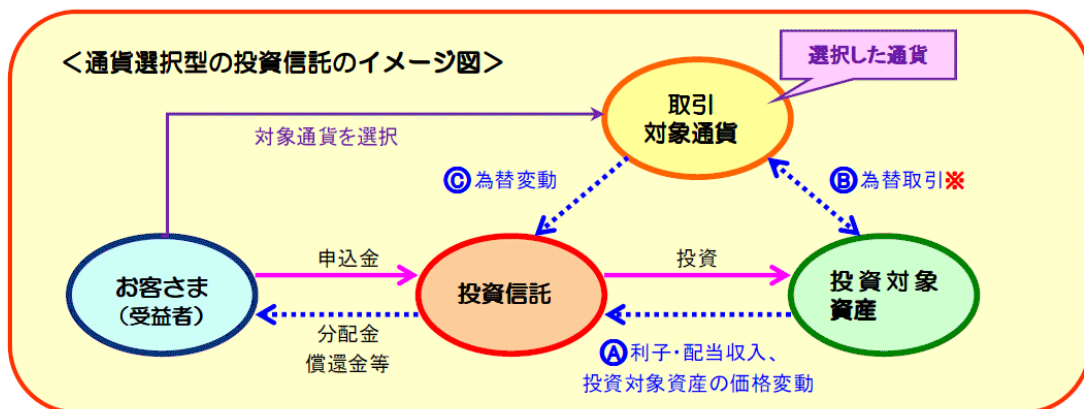 ＜通貨選択型の投資信託のイメージ図＞
選択した通貨
取引
対象通貨
対象通貨を選択
Ⓒ為替変動
Ⓑ為替取引※
お客さま
（受益者）
申込金
投資信託
投資
投資対象
資産
分配金
償還金等
Ⓐ利子・配当収入、
投資対象資産の価格変動